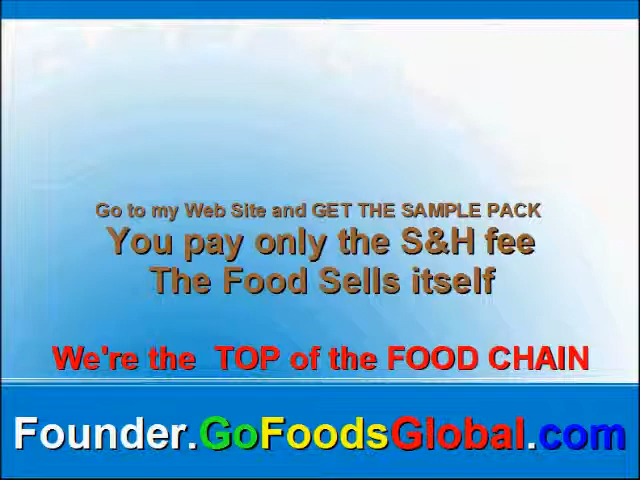 Go to my Web Site and GET THE SAMPLE PACK
You pay only the S&H fee
The Food Sells itself
We're the  TOP of the FOOD CHAIN
Founder.GoFoodsGlobal.com